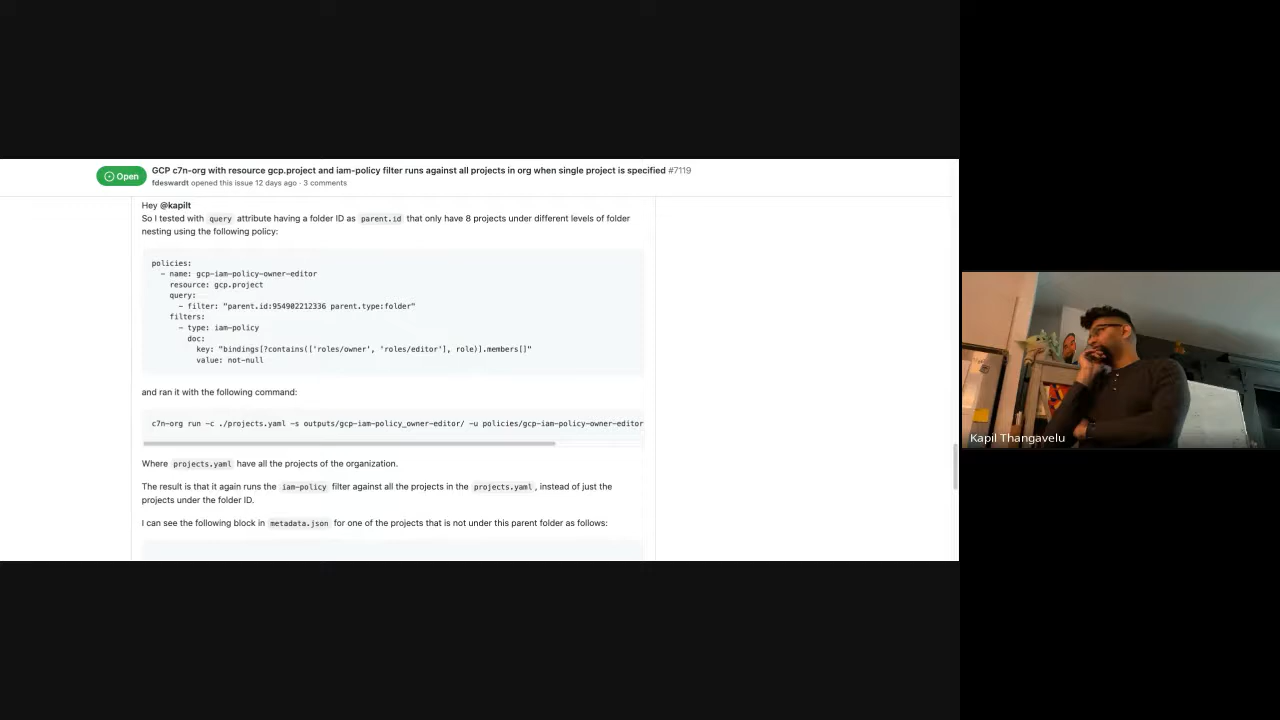 Open
GCP c7n-org with resource gcp.project and iam-policy filter runs against all projects in org when single project is specified #7119
fdeswardt opened this issue 12 days ago · 3 comments
Hey @kapilt
So I tested with query attribute having a folder ID as parent.id that only have 8 projects under different levels of folder
nesting using the following policy:
policies:
- name: gcp-iam-policy-owner-editor
resource: gcp.project
query:
- filter: "parent.id:954902212336 parent.type:folder"
filters:
- type: iam-policy
doc:
key: "bindings[?contains(['roles/owner', 'roles/editor'], role)].members[]"
value: not-null
and ran it with the following command:
c7n-org run -c ./projects.yaml -s outputs/gcp-iam-policy_owner-editor/ -u policies/gcp-iam-policy-owner-editor
Where projects.yaml have all the projects of the organization.
The result is that it again runs the iam-policy filter against all the projects in the projects.yaml, instead of just the
projects under the folder ID.
I can see the following block in metadata.json for one of the projects that is not under this parent folder as follows:
Kapil Thangavelu